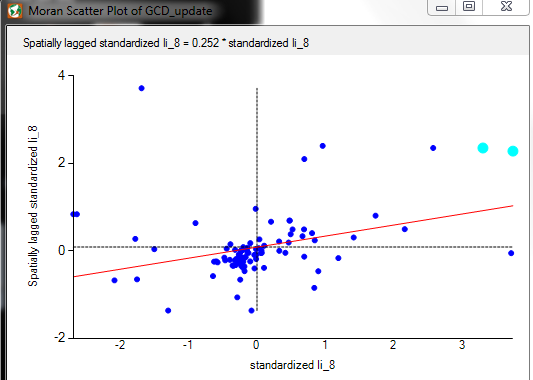 Moran Scatter Plot of GCD_update
Spatially lagged standardized li_8 = 0.252 * standardized li_8
Spatially lagged standardized li_8
4
2
0
-2
-2 -1 0 1 2 3
standardized li_8